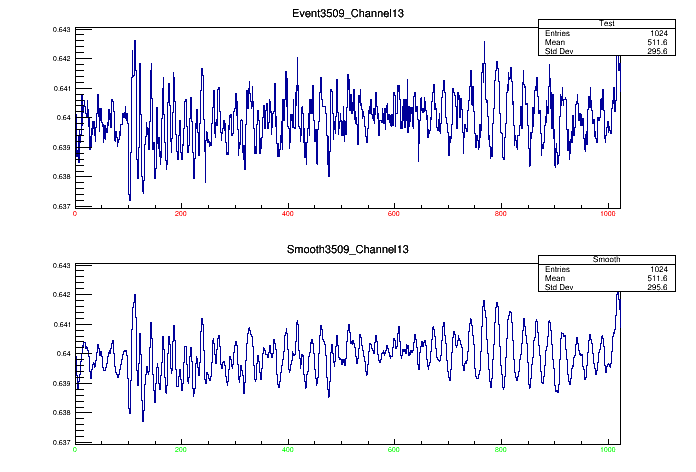 Event3509_Channel13
Test
Entries 1024
Mean 511.6
Std Dev 295.6
0.643
0.642
0.641
0.64
0.639
0.638
0.637
0 200 400 600 800 1000
Smooth3509_Channel13
Smooth
Entries 1024
Mean 511.6
Std Dev 295.6
0.643
0.642
0.641
0.64
0.639
0.638
0.637
0 200 400 600 800 1000